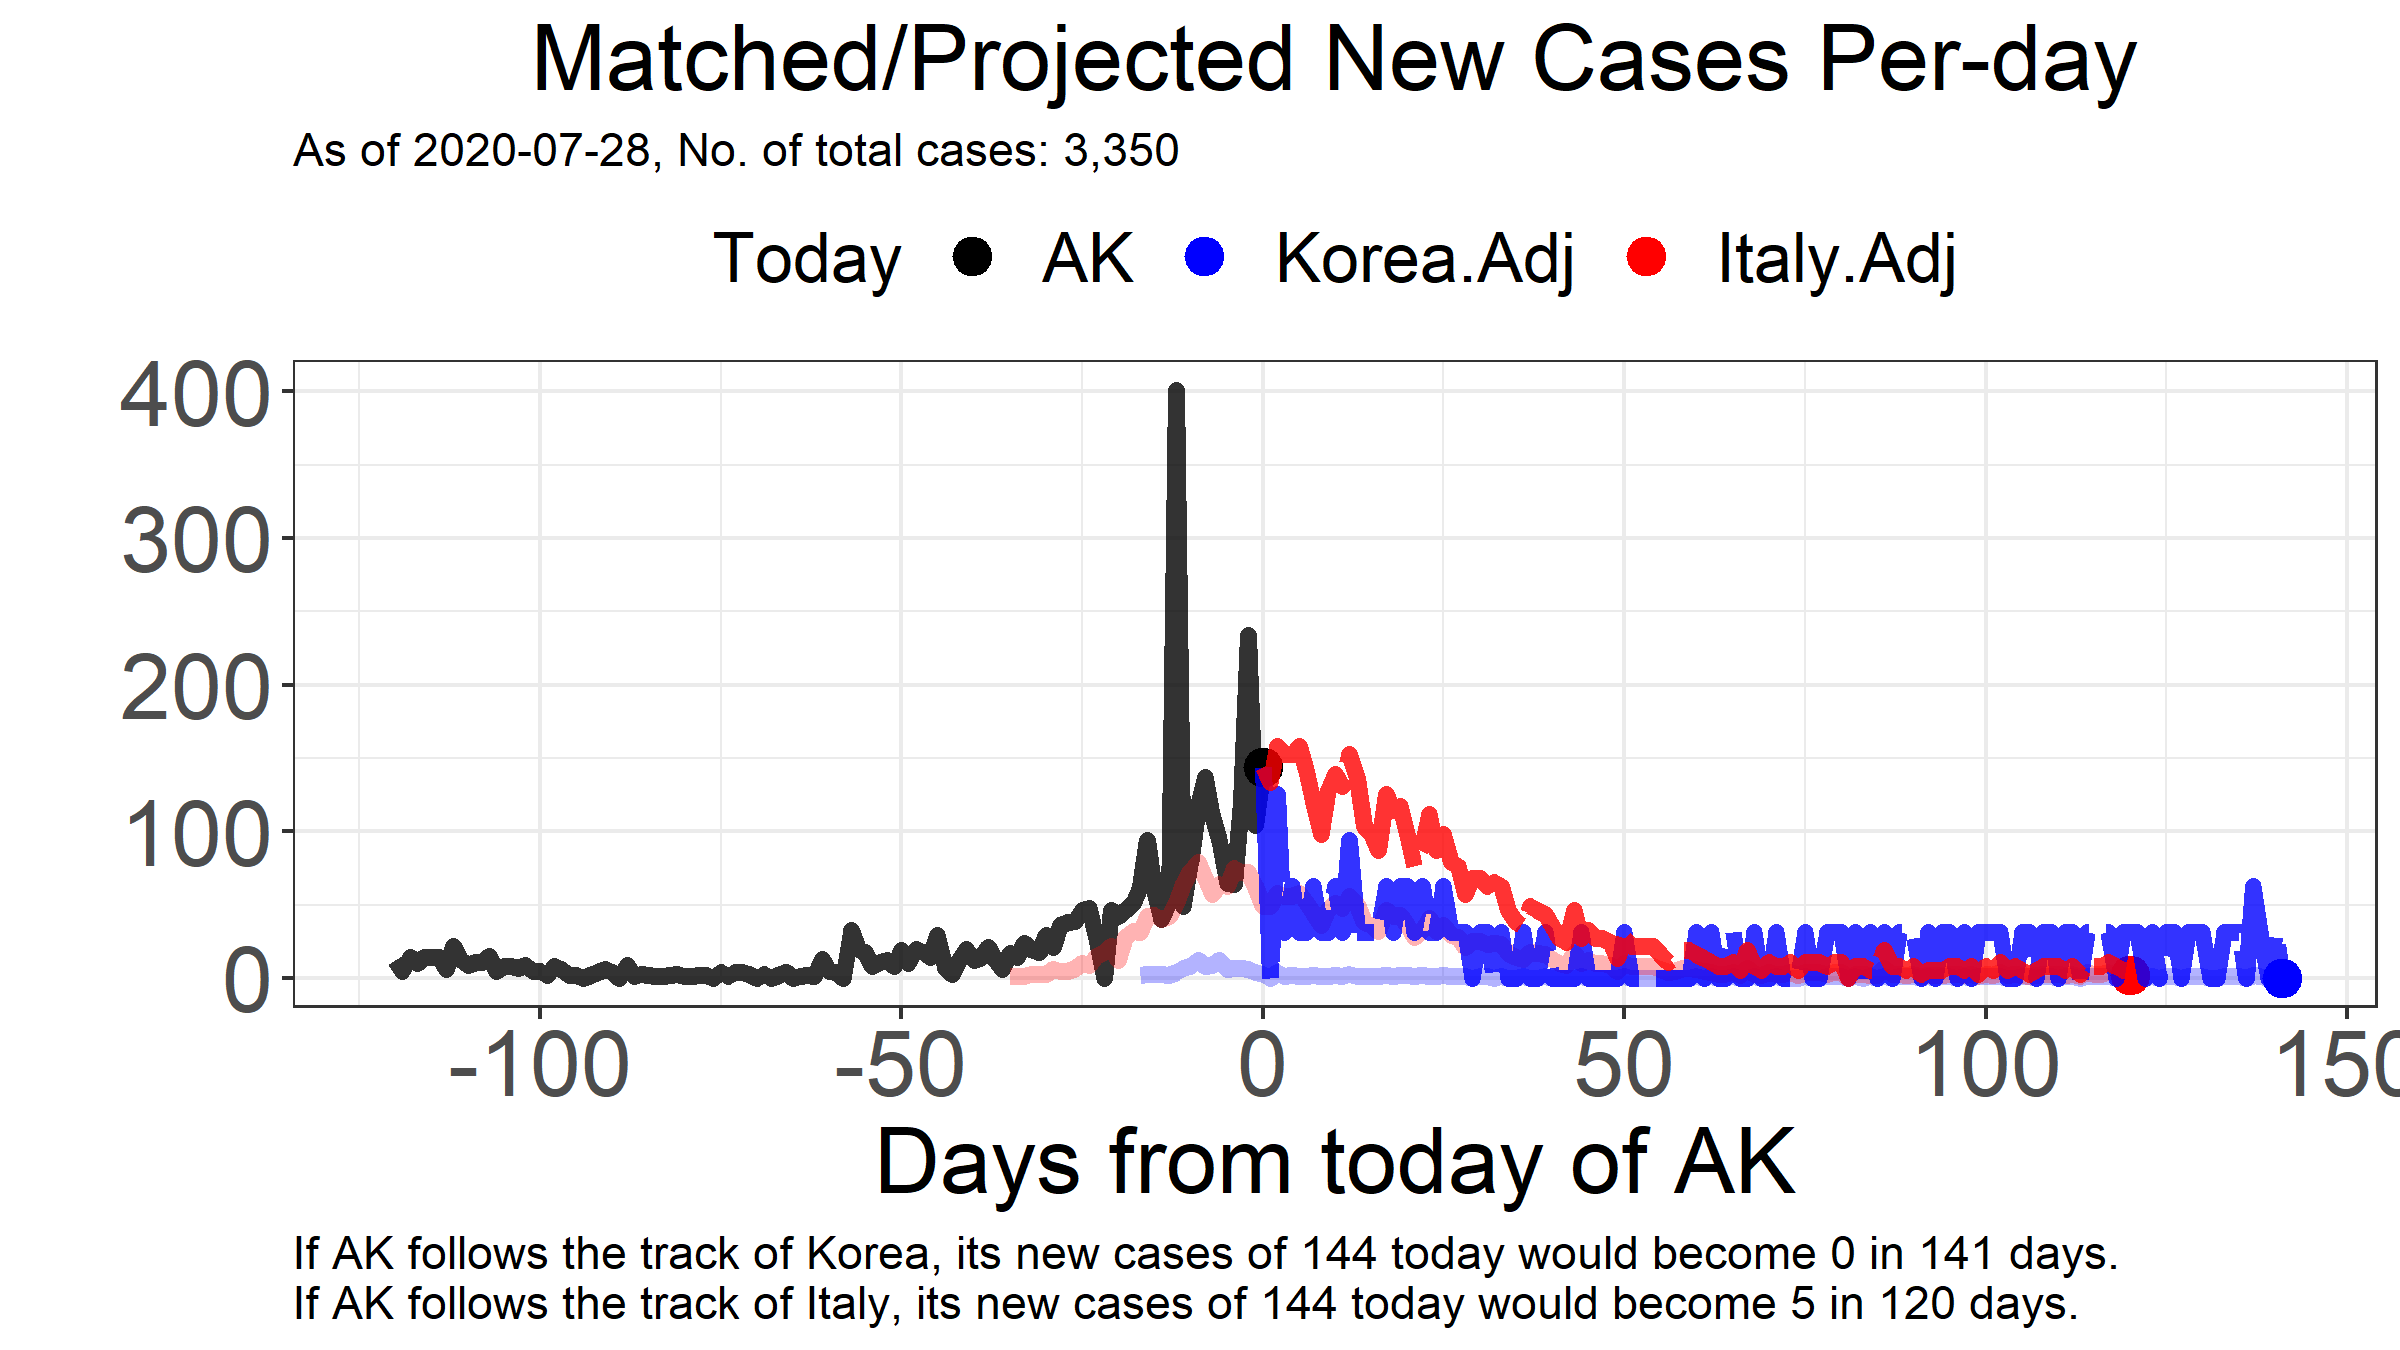 Matched/Projected New Cases Per-day
As of 2020-07-28, No. of total cases: 3,350
Today AK Korea.Adj Italy.Adj
400
300
200
100
0
-100 -50 0 50 100 150
Days from today of AK
If AK follows the track of Korea, its new cases of 144 today would become 0 in 141 days.
If AK follows the track of Italy, its new cases of 144 today would become 5 in 120 days.